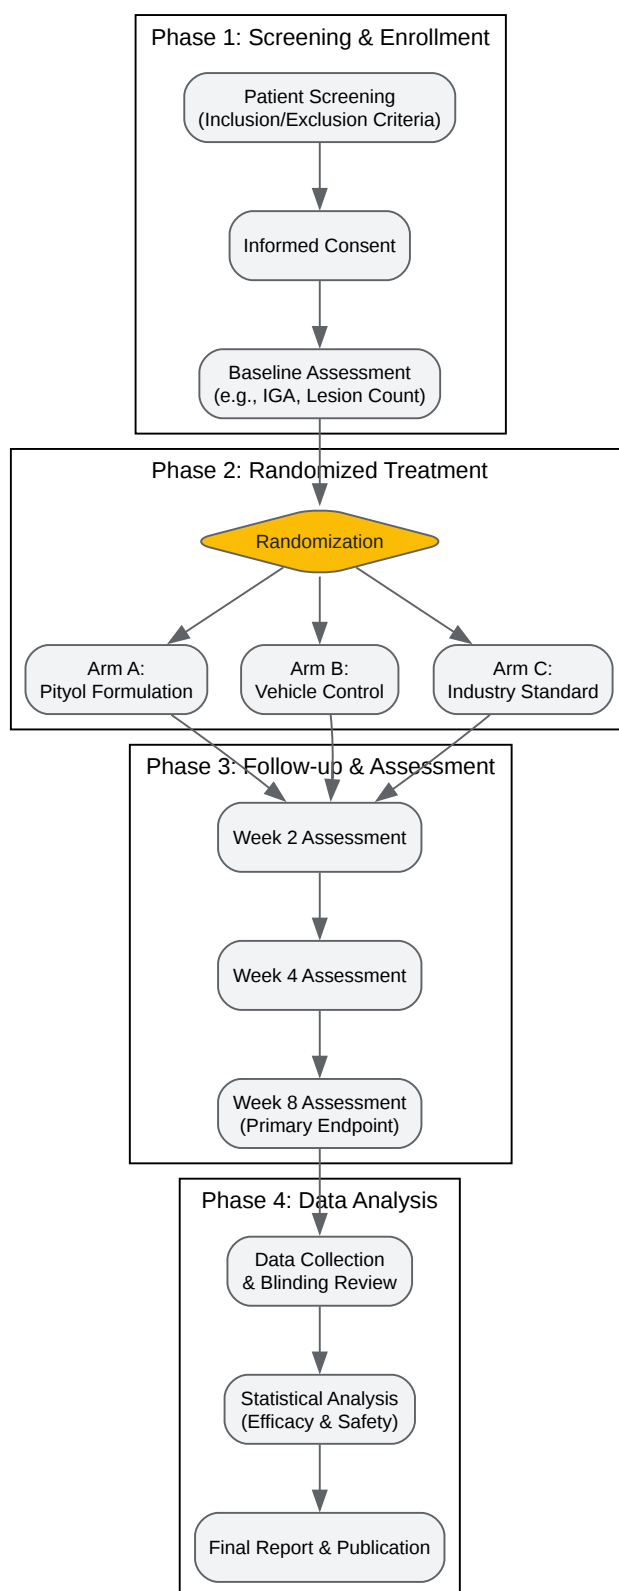 Phase 1: Screening & Enrollment
Patient Screening
(Inclusion/Exclusion Criteria)
Informed Consent
Baseline Assessment
(e.g., IGA, Lesion Count)
Phase 2: Randomized Treatment
Randomization
Arm A:
Pityol Formulation
Arm B:
Vehicle Control
Arm C:
Industry Standard
Phase 3: Follow-up & Assessment
Week 2 Assessment
Week 4 Assessment
Week 8 Assessment
(Primary Endpoint)
Phase 4: Data Analysis
Data Collection
& Blinding Review
Statistical Analysis
(Efficacy & Safety)
Final Report & Publication